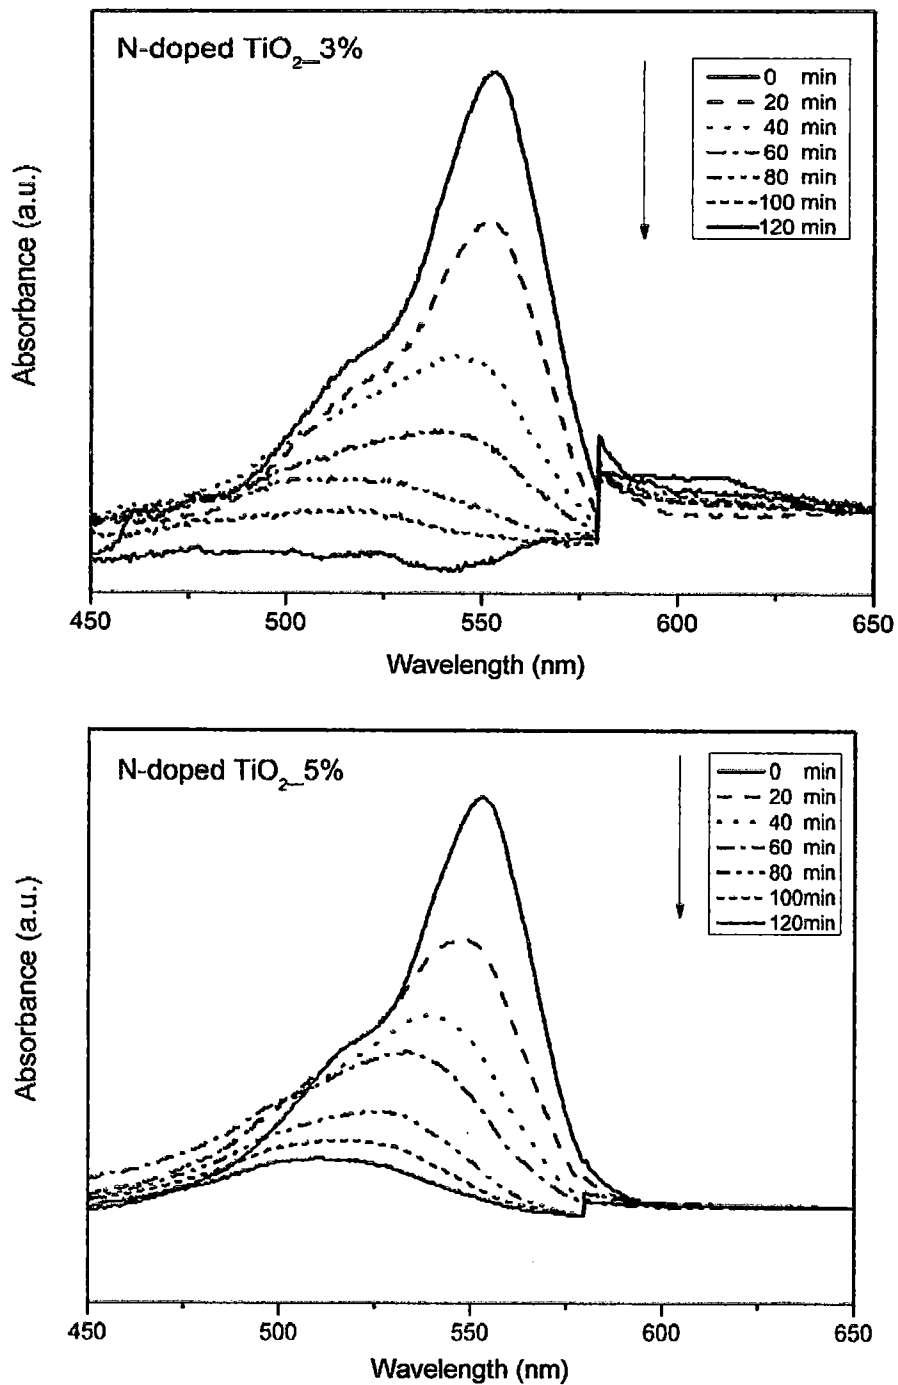 N-doped TiO2_3%
0 min
20 min
40 min
60 min
80 min
100 min
120 min
Absorbance (a.u.)
450 500 550 600 650
Wavelength (nm)
N-doped TiO2_5%
0 min
20 min
40 min
60 min
80 min
100min
120min
Absorbance (a.u.)
450 500 550 600 650
Wavelength (nm)